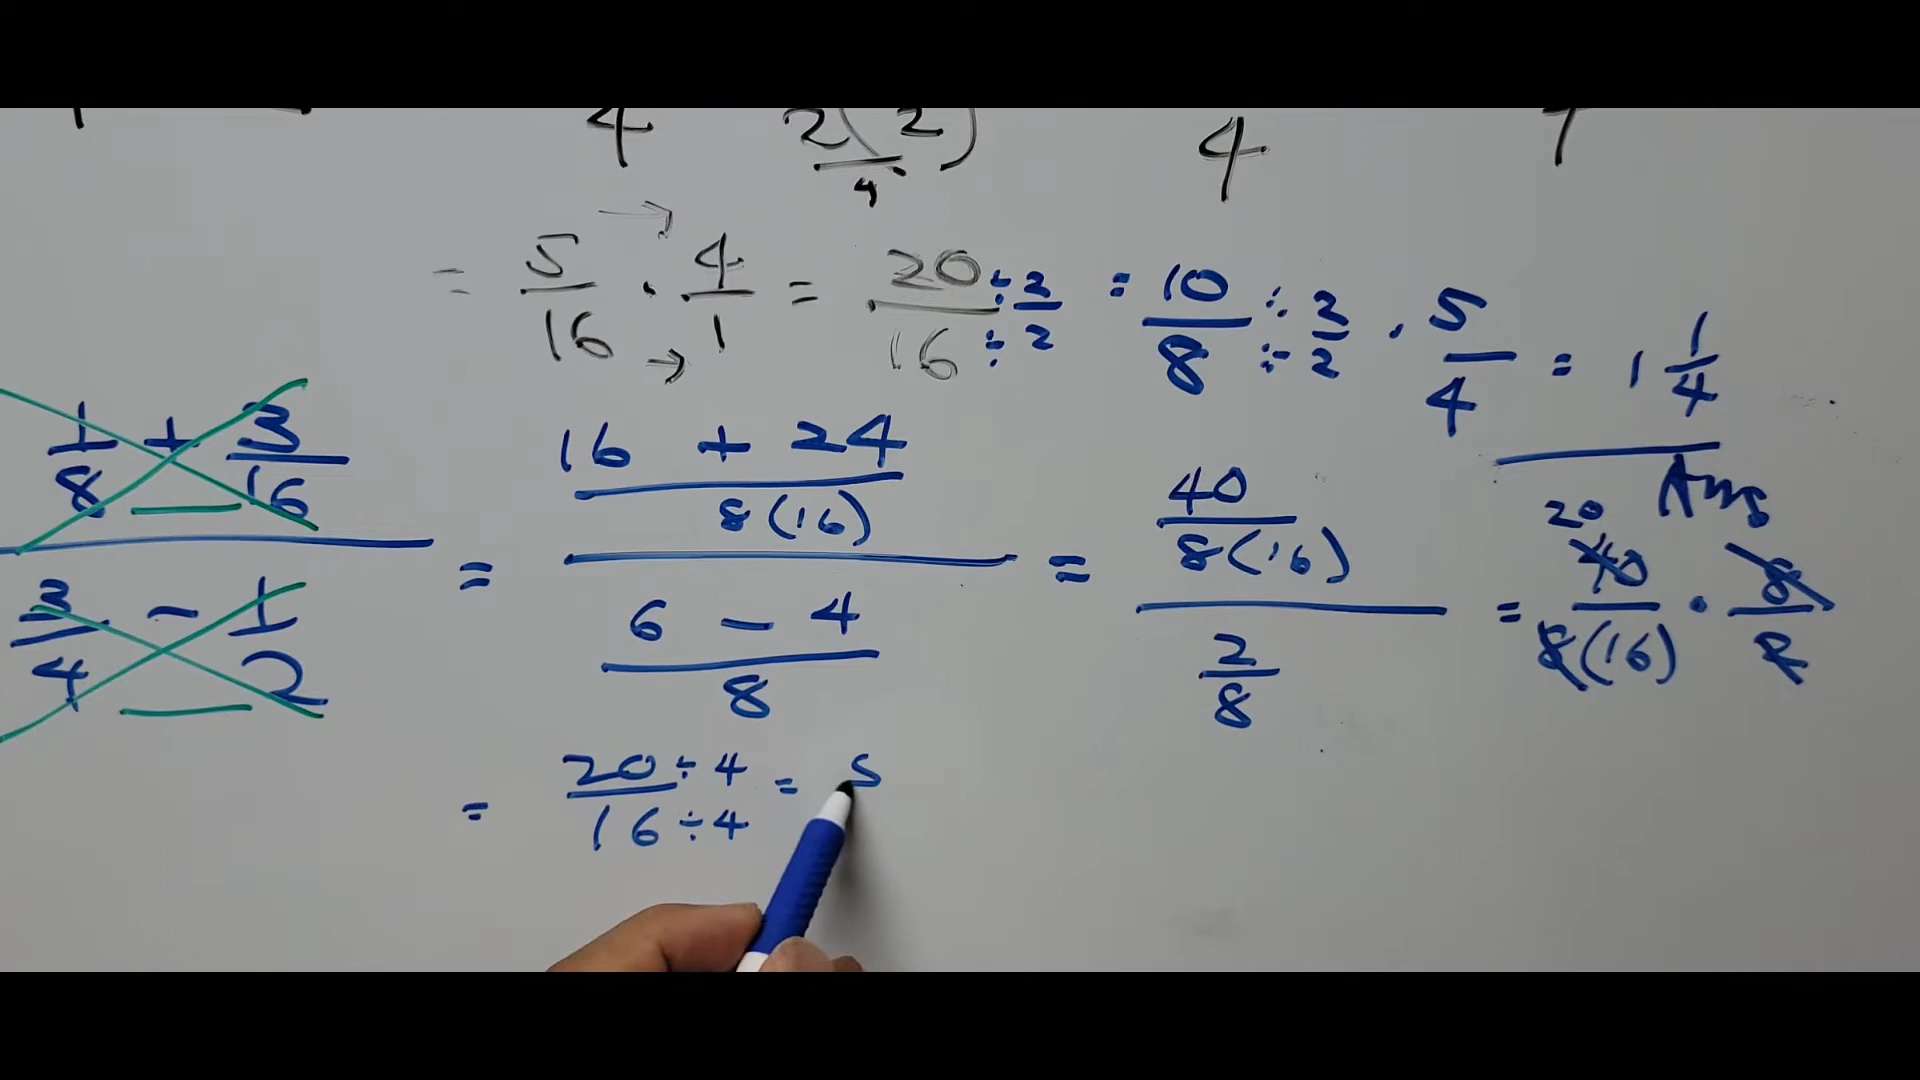 4 2(2) 4
4
= 5/16 · 4/1 = 20/16 ÷2/÷2 = 10/8 ÷2/÷2 · 5/4 = 1 1/4
Ans
1/8 + 3/16 = 16 + 24 / 8(16) = 40 / 8(16) = 20 40/8(16) · 8/2
3/4 - 1/2 6 - 4 / 8 2/8
= 20÷4 / 16÷4 = 5